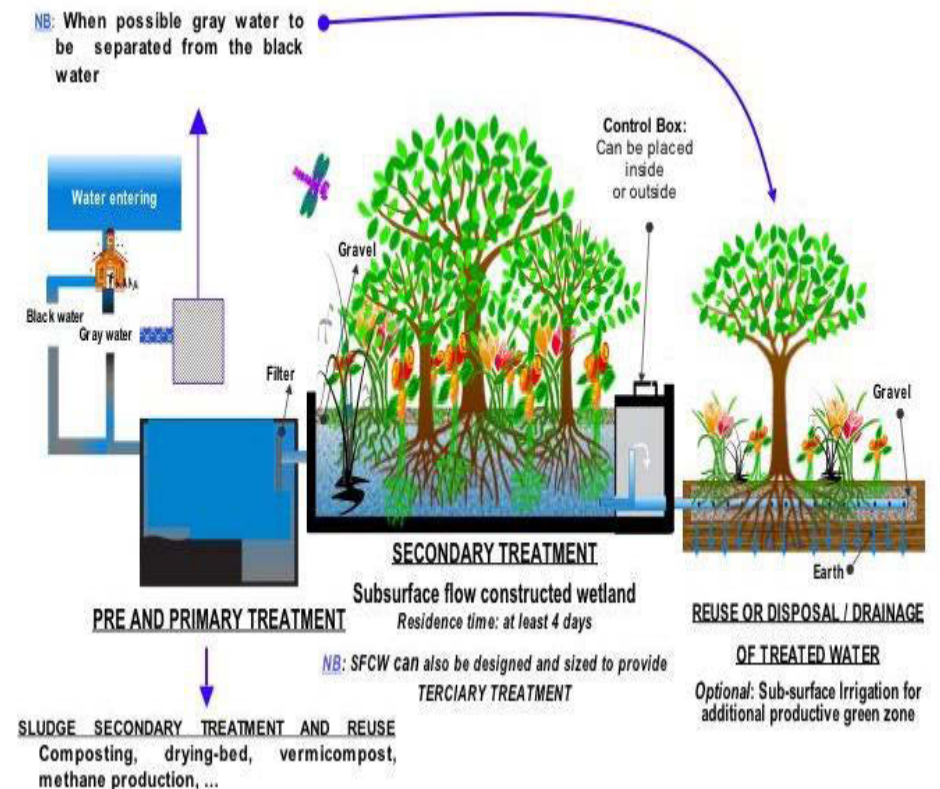 NB: When possible gray water to
be separated from the black
water
Control Box:
Can be placed
inside
or outside
Water entering
Gravel
Black water
Gray water
Filter
Gravel
SECONDARY TREATMENT
Subsurface flow constructed wetland
Residence time: at least 4 days
NB: SFCW can also be designed and sized to provide
TERCIARY TREATMENT
Earth
PRE AND PRIMARY TREATMENT
REUSE OR DISPOSAL / DRAINAGE
OF TREATED WATER
Optional: Sub-surface Irrigation for
additional productive green zone
SLUDGE SECONDARY TREATMENT AND REUSE
Composting, drying-bed, vermicompost,
methane production, ...